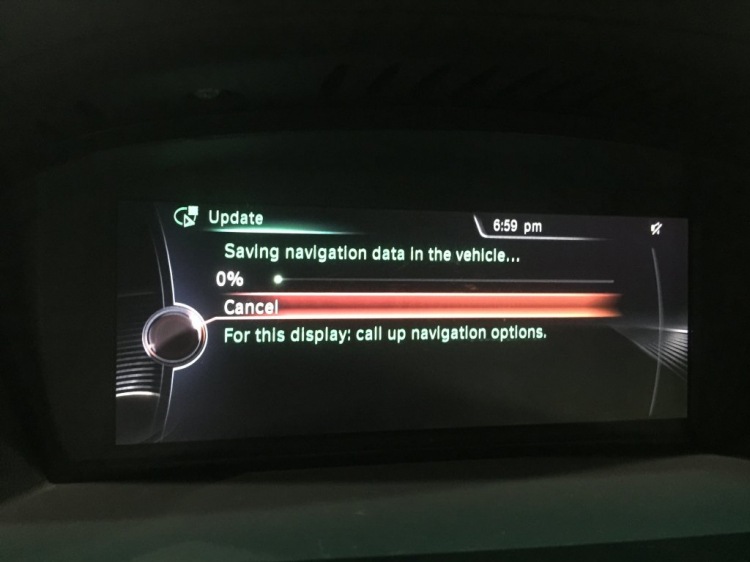 Update
6:59 pm
Saving navigation data in the vehicle...
0%
Cancel
For this display: call up navigation options.